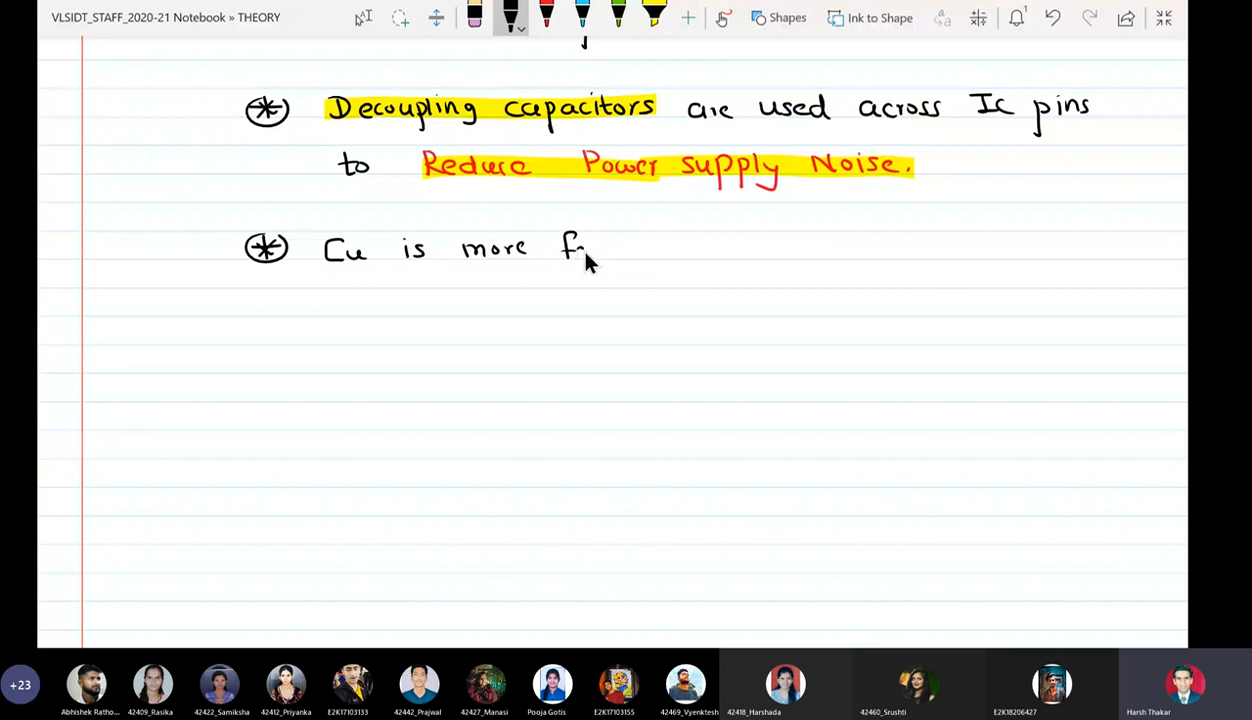 VLSIDT_STAFF_2020-21 Notebook » THEORY
Shapes
Ink to Shape
Decoupling capacitors are used across Ic pins
to Reduce Power supply Noise.
Cu is more
+23
Abhishek Ratho...
42409_Rasika
42422_Samiksha
42412_Priyanka
E2K17103133
42442_Prajwal
42427_Mansi
Pooja Gotis
E2K17103155
42469_Vyenktesh
42418_Harshada
42460_Srushti
E2K18206427
Harsh Thakar